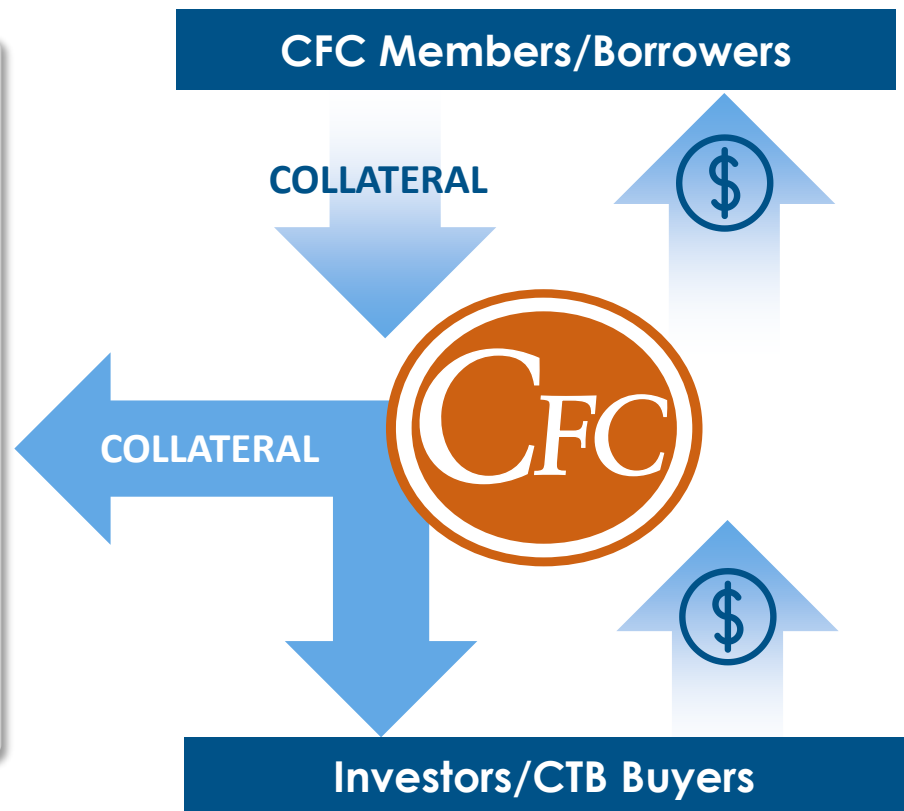 CFC Members/Borrowers
COLLATERAL
$
CFC
COLLATERAL
$
Investors/CTB Buyers